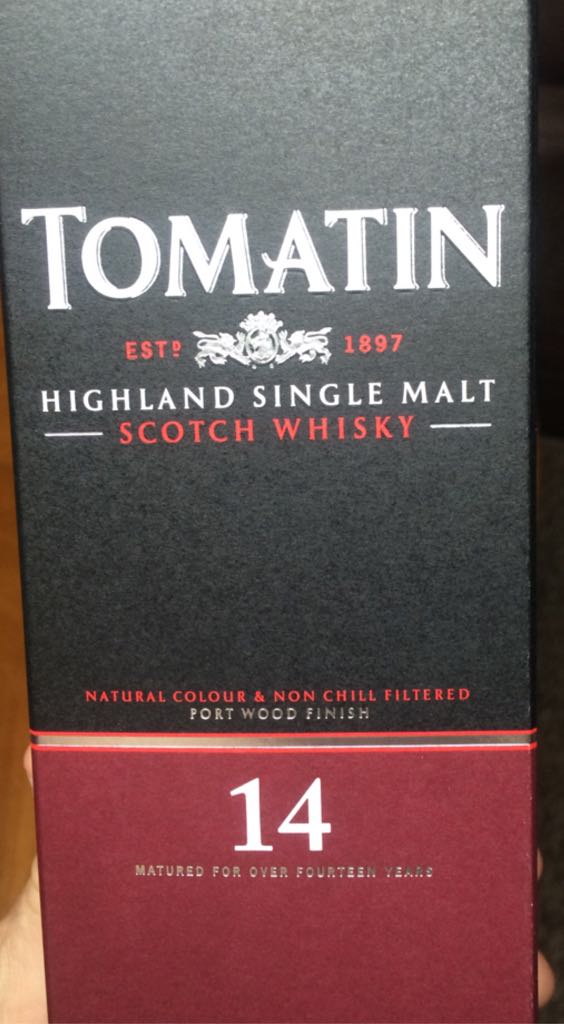 TOMATIN
ESTD 1897
HIGHLAND SINGLE MALT
SCOTCH WHISKY
NATURAL COLOUR & NON CHILL FILTERED
PORT WOOD FINISH
14
MATURED FOR OVER FOURTEEN YEARS